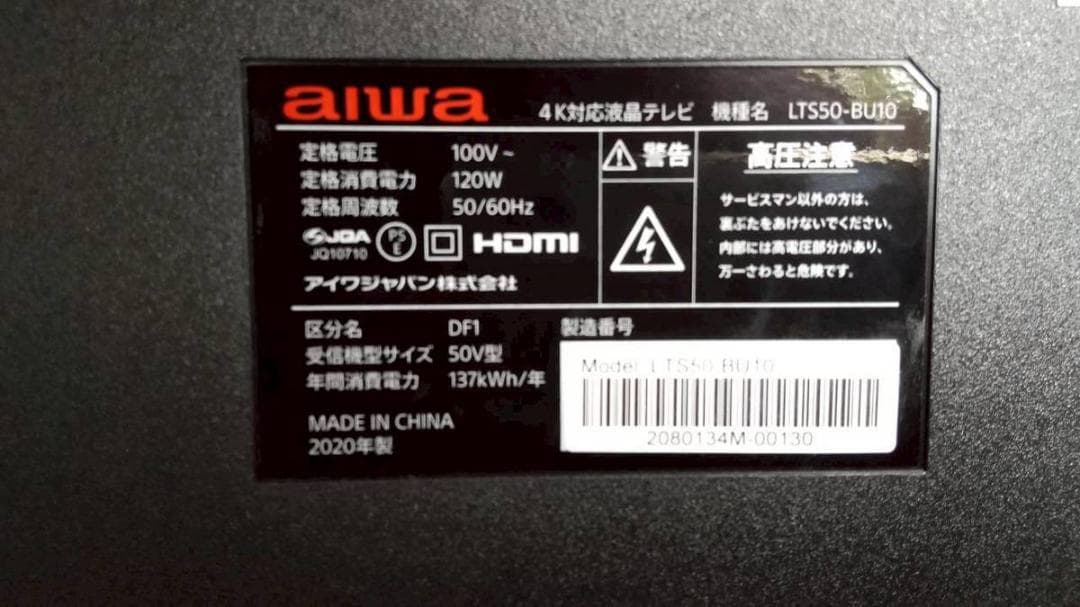 aiwa 4K対応液晶テレビ 機種名 LTS50-BU10
定格電圧 100V~
定格消費電力 120W
定格周波数 50/60Hz
JQA
JQ10710
PS
E
HDMI
アイワジャパン株式会社
警告
高圧注意
サービスマン以外の方は、
裏ぶたをあけないでください。
内部には高電圧部分があり、
万一さわると危険です。
区分名 DF1
受信機型サイズ 50V型
年間消費電力 137kWh/年
MADE IN CHINA
2020年製
製造番号
Model LTS50-BU10
2080134M-00130